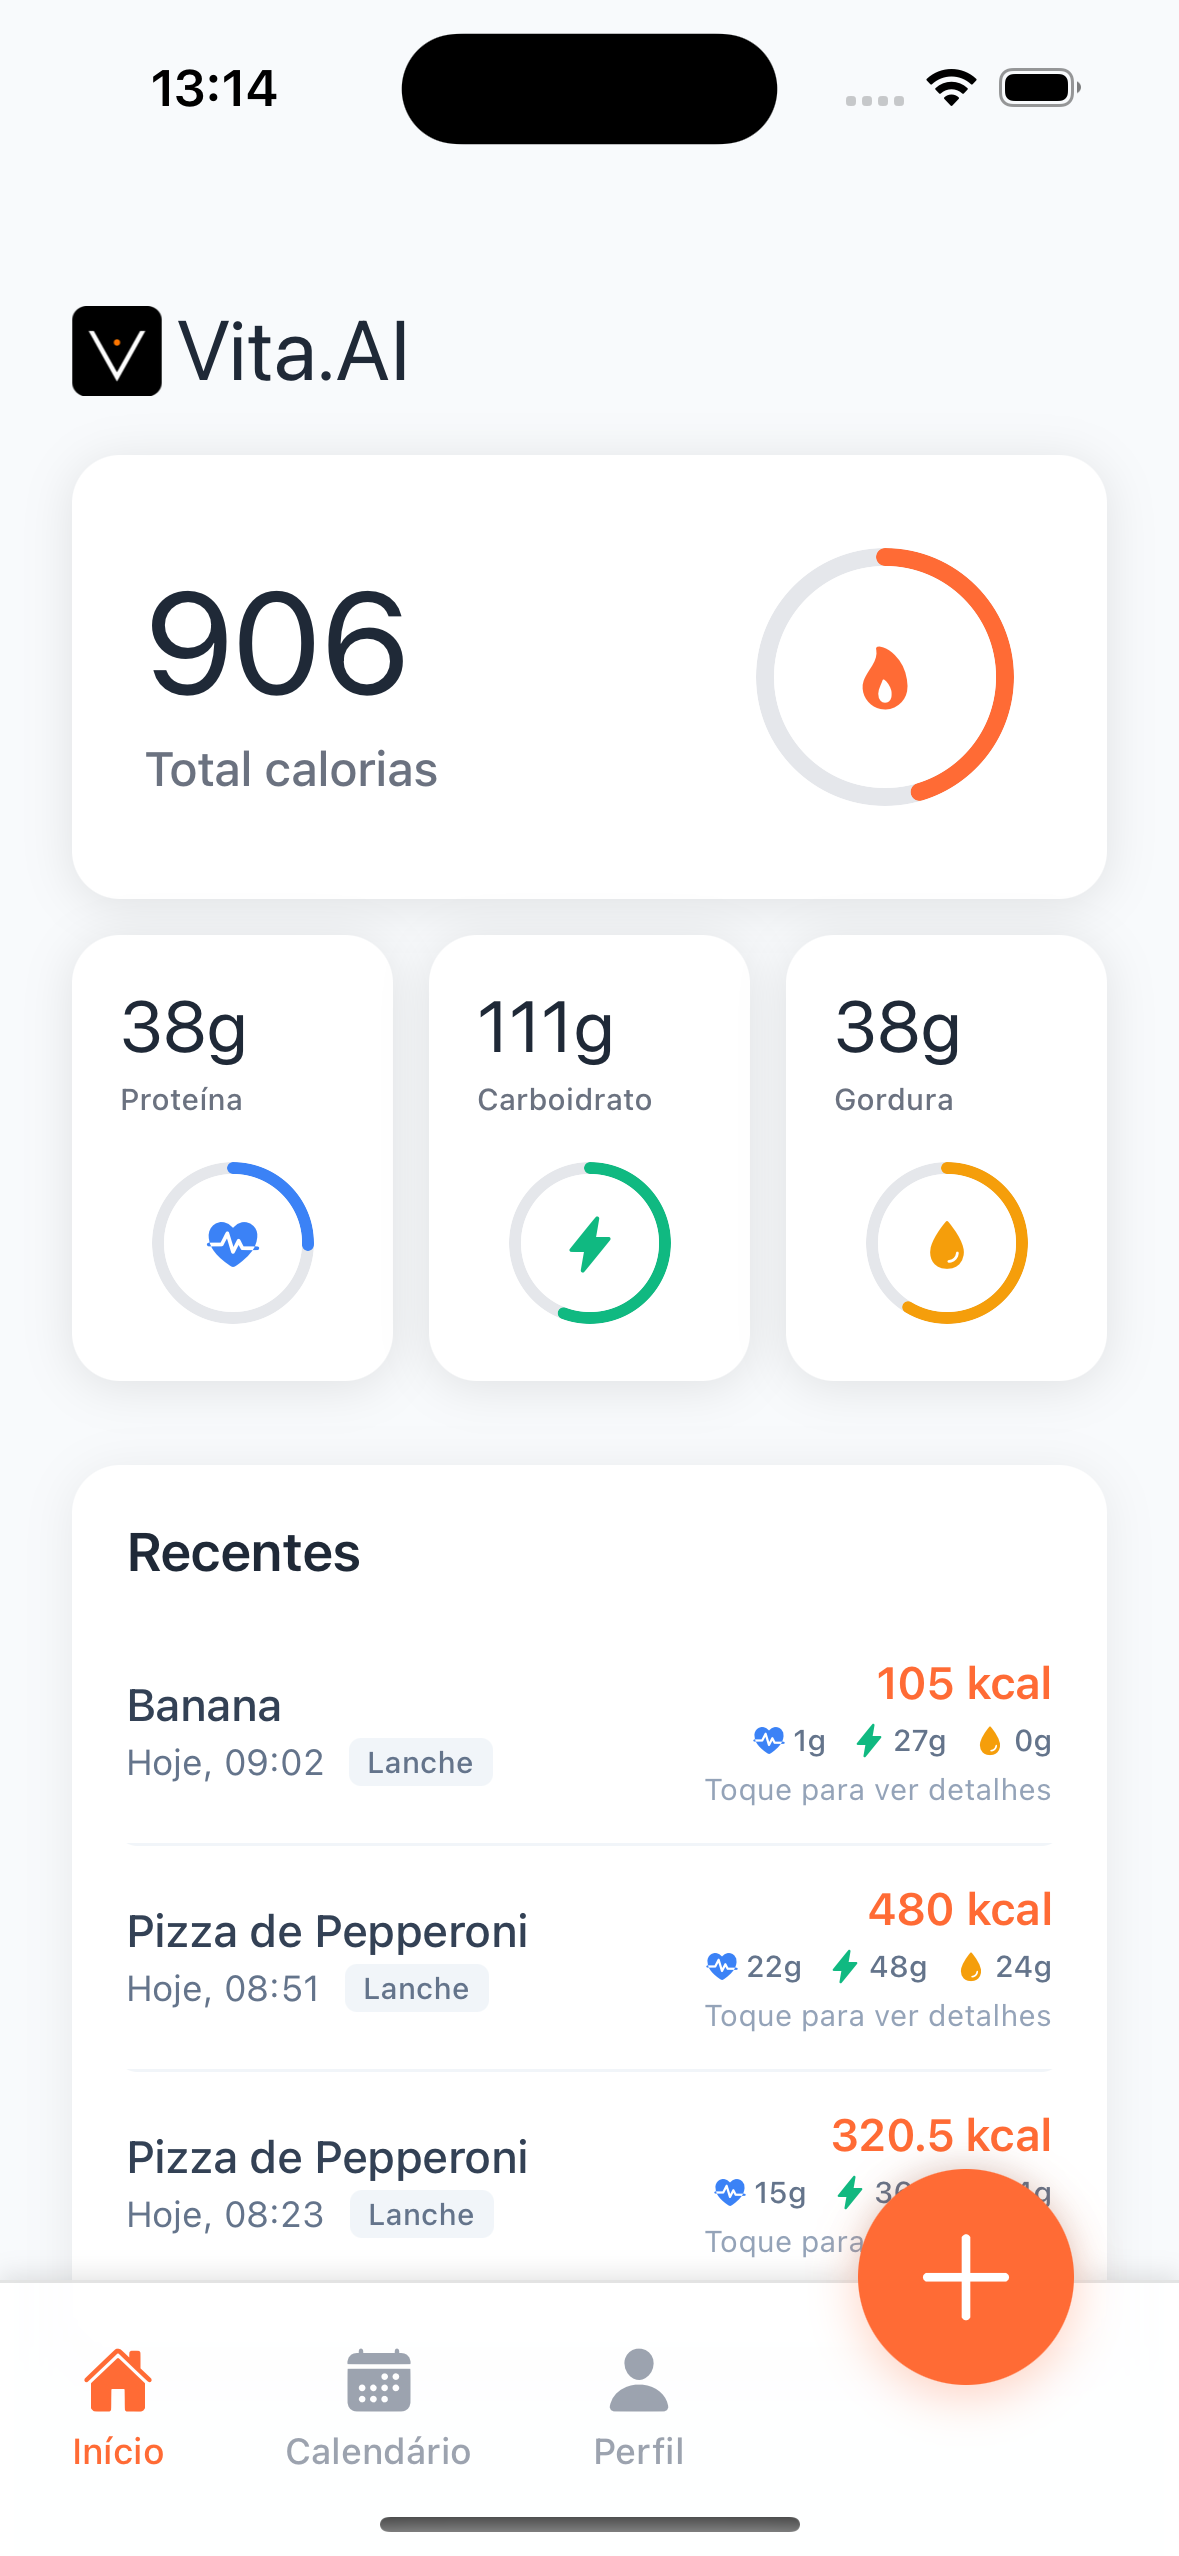 13:14
Vita.AI
906
Total calorias
38g
Proteína
111g
Carboidrato
38g
Gordura
Recentes
Banana
Hoje, 09:02 Lanche
105 kcal
1g 27g 0g
Toque para ver detalhes
Pizza de Pepperoni
Hoje, 08:51 Lanche
480 kcal
22g 48g 24g
Toque para ver detalhes
Pizza de Pepperoni
Hoje, 08:23 Lanche
320.5 kcal
15g
Toque para
Início
Calendário
Perfil